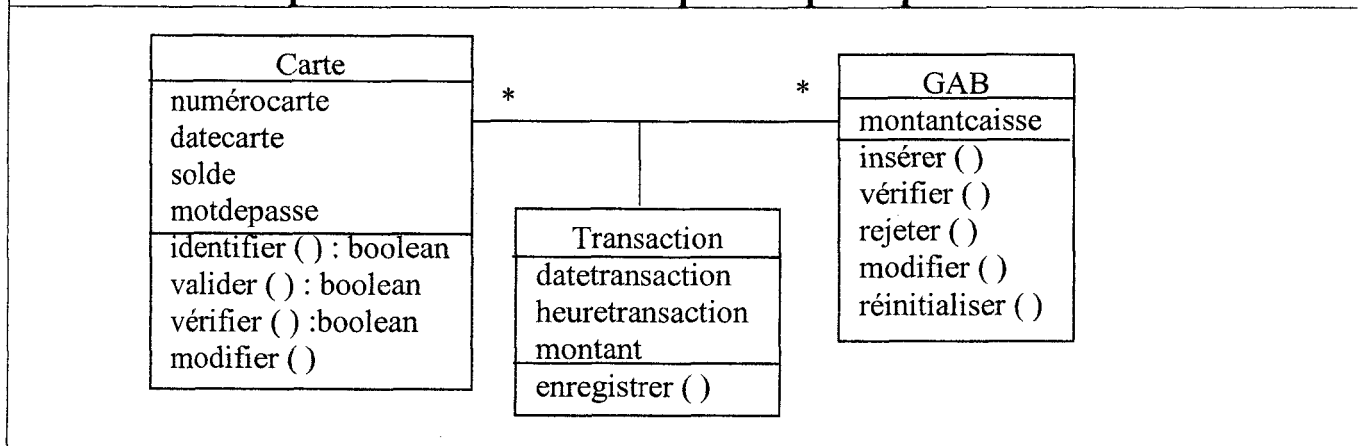 Carte
numérocarte
datecarte
solde
motdepasse
identifier ( ) : boolean
valider ( ) : boolean
vérifier ( ) :boolean
modifier ( )
*
*
Transaction
datetransaction
heuretransaction
montant
enregistrer ( )
GAB
montantcaisse
insérer ( )
vérifier ( )
rejeter ( )
modifier ( )
réinitialiser ( )